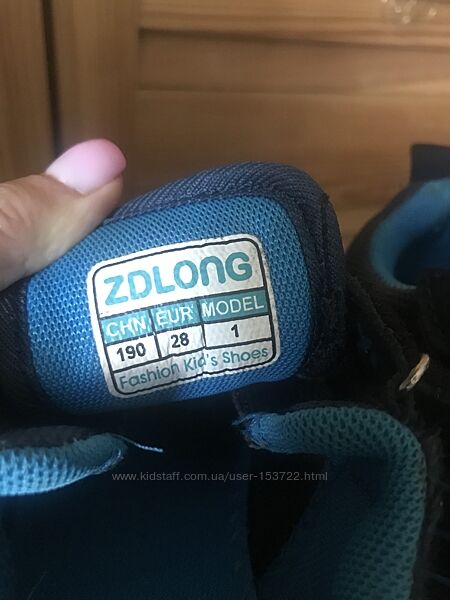 ZDLONG
CHN EUR MODEL
190 28 1
Fashion Kid's Shoes
www.kidstaff.com.ua/user-153722.html